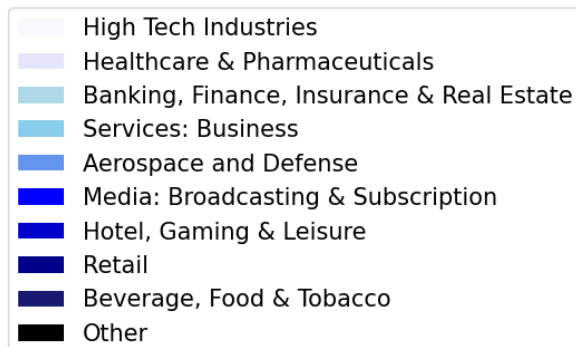 High Tech Industries
Healthcare & Pharmaceuticals
Banking, Finance, Insurance & Real Estate
Services: Business
Aerospace and Defense
Media: Broadcasting & Subscription
Hotel, Gaming & Leisure
Retail
Beverage, Food & Tobacco
Other